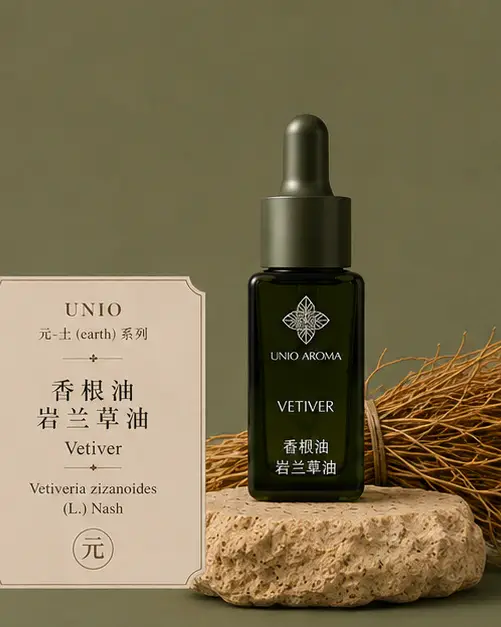 UNIO
元-土 (earth) 系列
香根油
岩兰草油
Vetiver
Vetiveria zizanoides
(L.) Nash
元
UNIO AROMA
VETIVER
香根油
岩兰草油